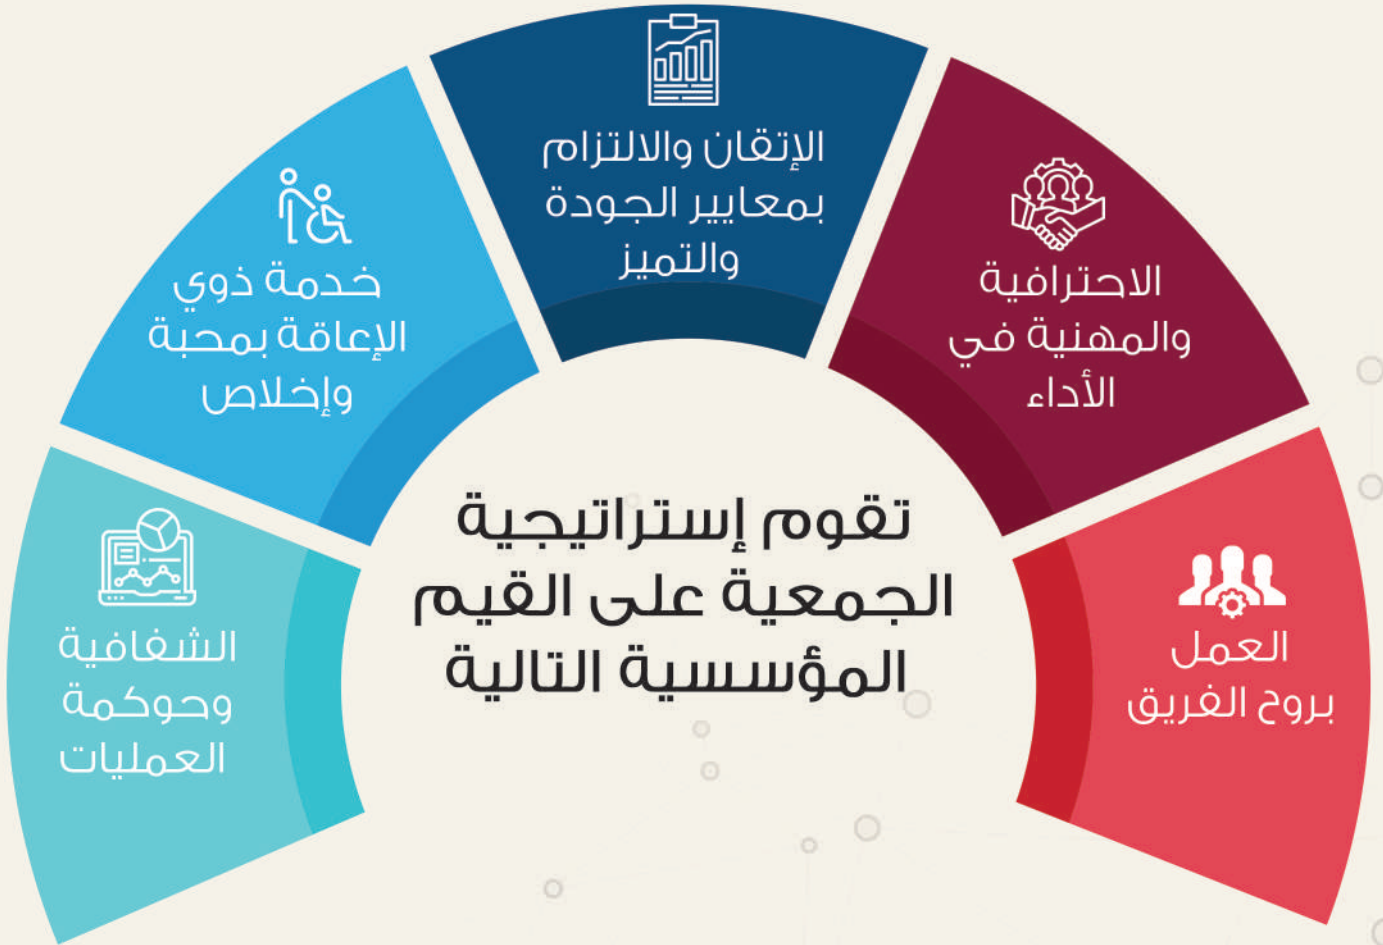 تقوم إستراتيجية
الجمعية على القيم
المؤسسية التالية
العمل
بروح الفريق
الاحترافية
والمهنية في
الأداء
الإتقان والالتزام
بمعايير الجودة
والتميز
خدمة ذوي
الإعاقة بمحبة
وإخلاص
الشفافية
وحوكمة
العمليات